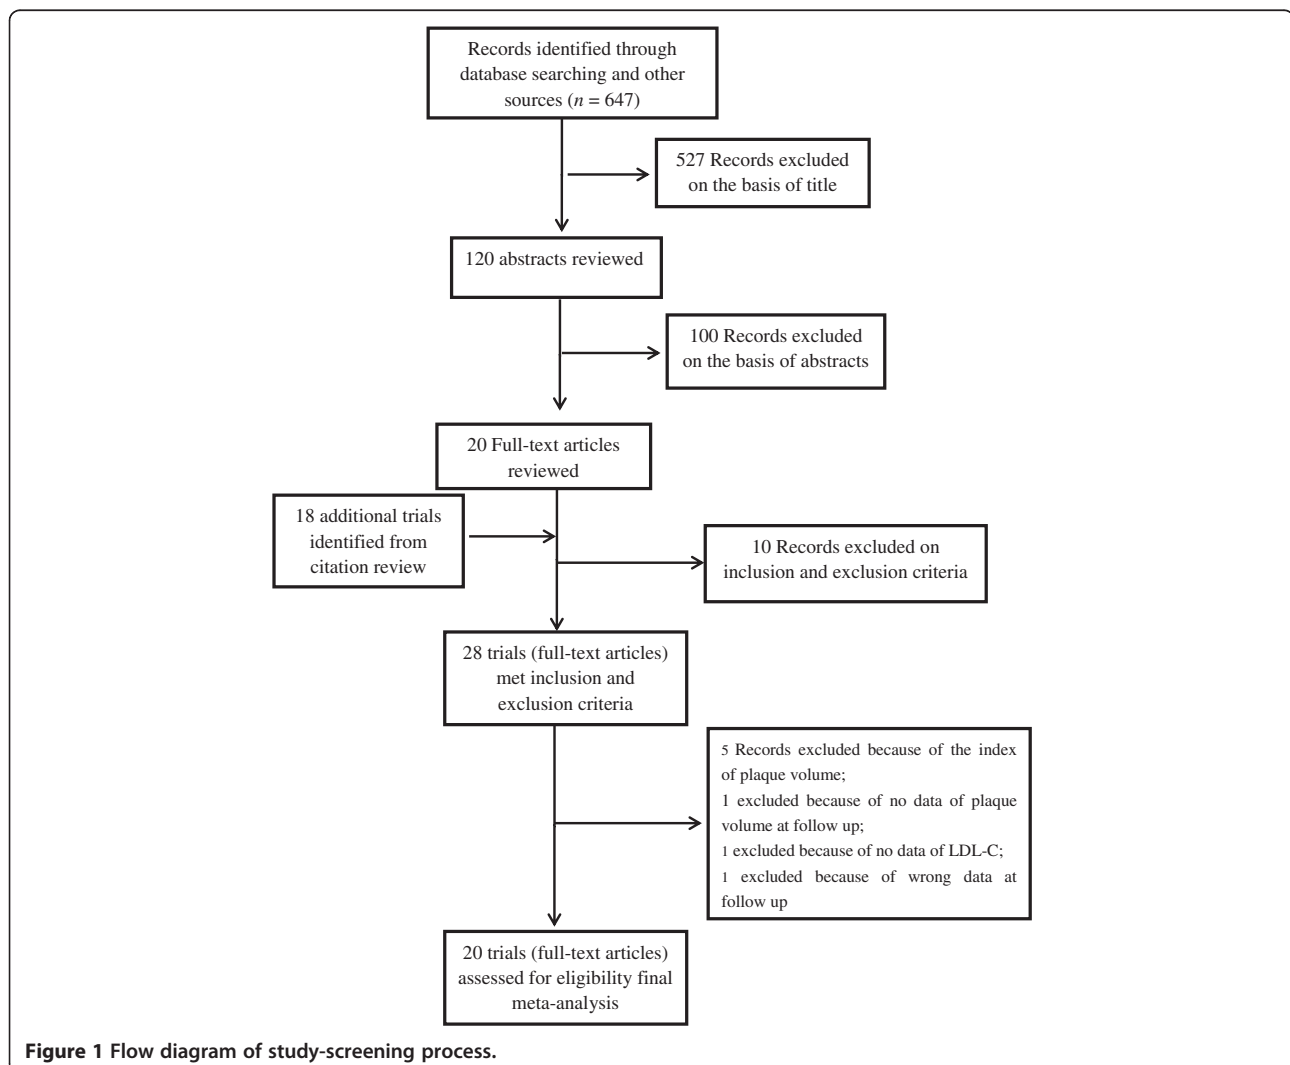 Records identified through
database searching and other
sources (n = 647)
527 Records excluded
on the basis of title
120 abstracts reviewed
100 Records excluded
on the basis of abstracts
20 Full-text articles
reviewed
18 additional trials
identified from
citation review
10 Records excluded on
inclusion and exclusion criteria
28 trials (full-text articles)
met inclusion and
exclusion criteria
5 Records excluded because of the index
of plaque volume;
1 excluded because of no data of plaque
volume at follow up;
1 excluded because of no data of LDL-C;
1 excluded because of wrong data at
follow up
20 trials (full-text articles)
assessed for eligibility final
meta-analysis
Figure 1 Flow diagram of study-screening process.